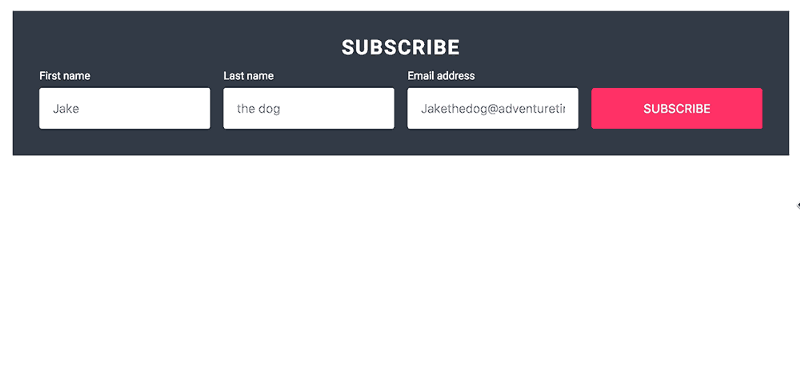 SUBSCRIBE
First name
Last name
Email address
Jake
the dog
Jakethedog@adventuretir
SUBSCRIBE